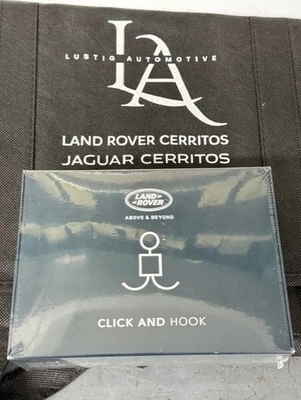 LA
LUSTIG AUTOMOTIVE
LAND ROVER CERRITOS
JAGUAR CERRITOS
LAND-
-ROVER
ABOVE & BEYOND
CLICK AND HOOK